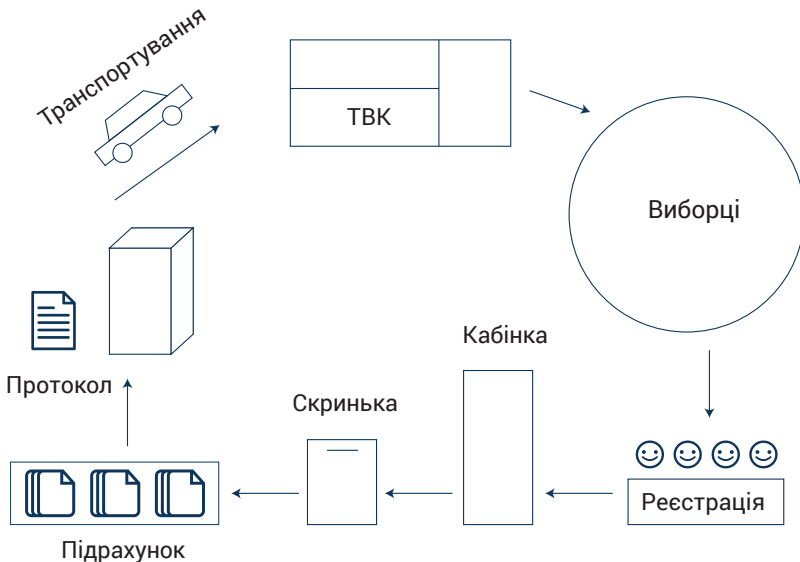 Транспортування
ТВК
Виборці
Кабінка
Протокол
Скринька
Реєстрація
Підрахунок